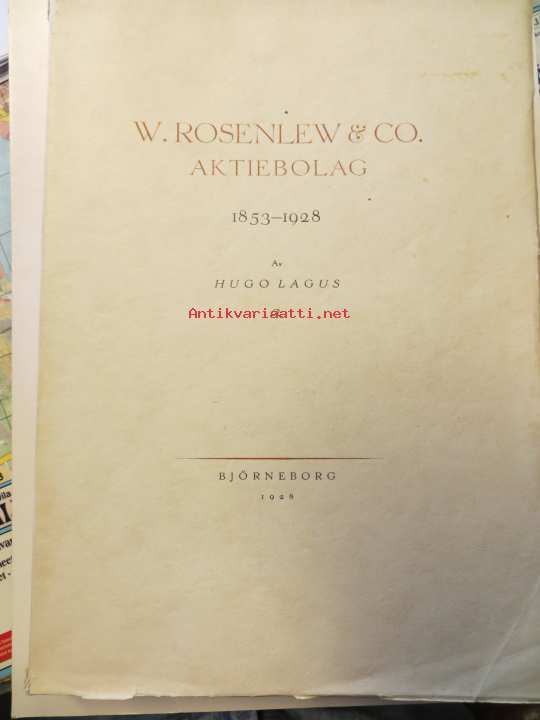 W. ROSENLEW & CO.
AKTIEBOLAG
1853–1928
Av
HUGO LAGUS
Antikvariaatti.net
BJÖRNEBORG
1928